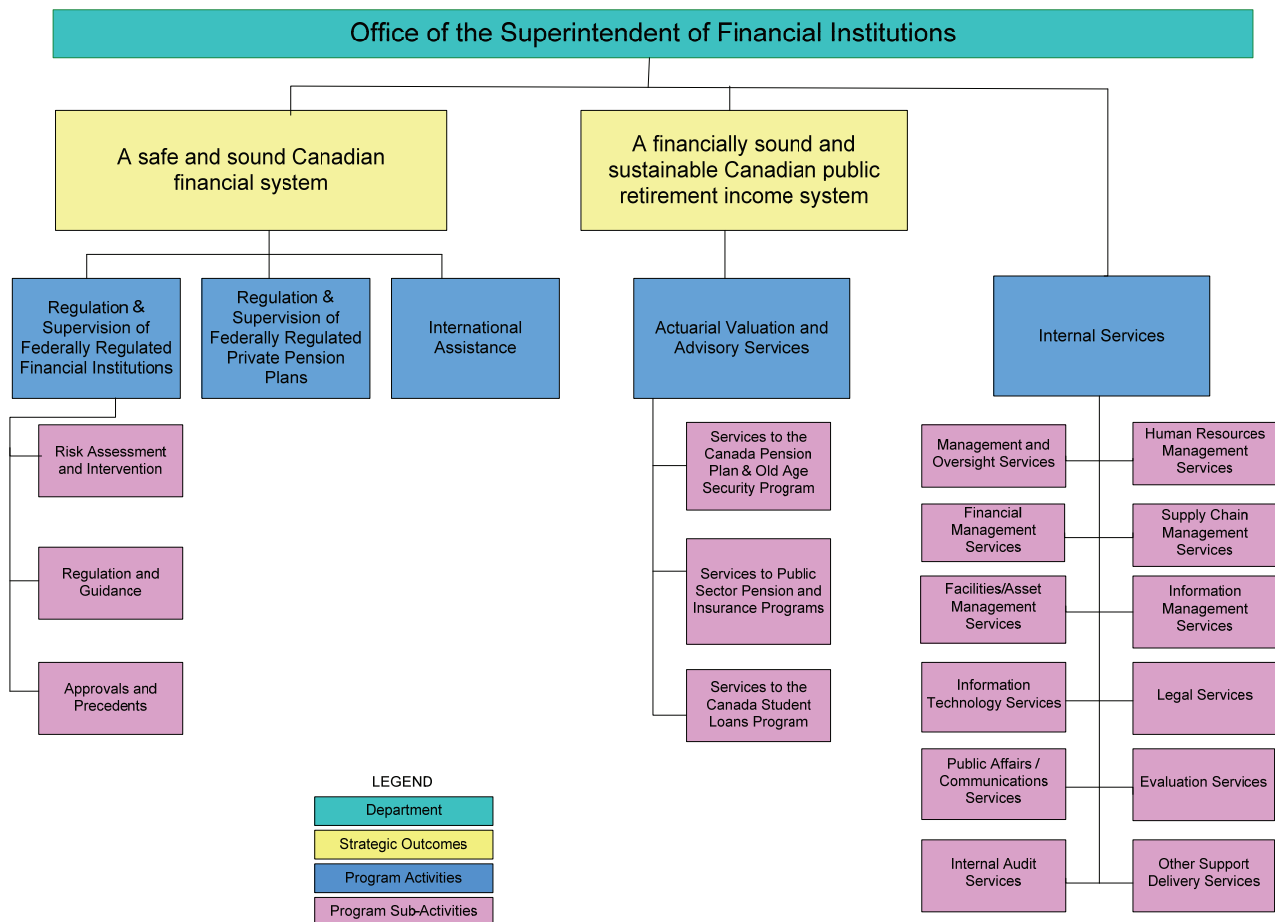 Office of the Superintendent of Financial Institutions
A safe and sound Canadian
financial system
A financially sound and
sustainable Canadian public
retirement income system
Regulation &
Supervision of
Federally Regulated
Financial Institutions
Regulation &
Supervision of
Federally Regulated
Private Pension
Plans
International
Assistance
Actuarial Valuation and
Advisory Services
Internal Services
Risk Assessment
and Intervention
Regulation and
Guidance
Approvals and
Precedents
Services to the
Canada Pension
Plan & Old Age
Security Program
Services to Public
Sector Pension and
Insurance Programs
Services to the
Canada Student
Loans Program
Management and
Oversight Services
Human Resources
Management
Services
Financial
Management
Services
Supply Chain
Management
Services
Facilities/Asset
Management
Services
Information
Management
Services
Information
Technology Services
Legal Services
Public Affairs /
Communications
Services
Evaluation Services
Internal Audit
Services
Other Support
Delivery Services
LEGEND
Department
Strategic Outcomes
Program Activities
Program Sub-Activities